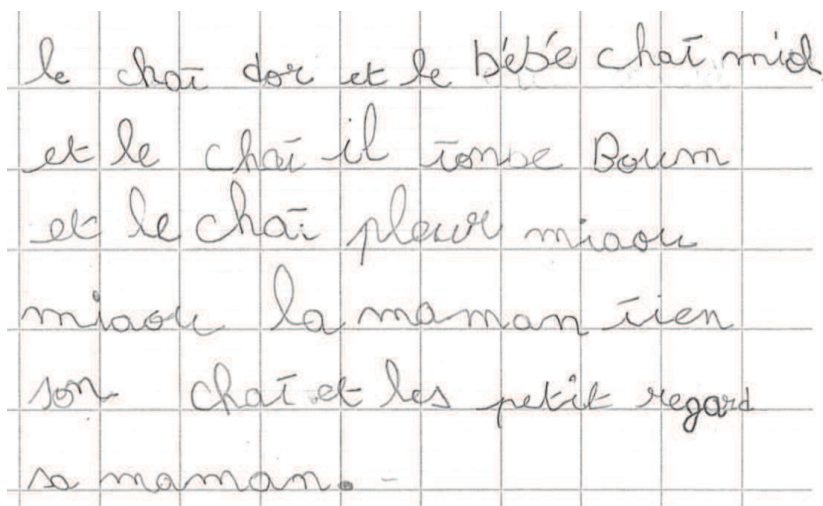 le chat dor et le bébé chat mid
et le chat il tombe Boum
et le chat pleur miaou
miaou la maman tien
son chat et les petit regard
sa maman. -